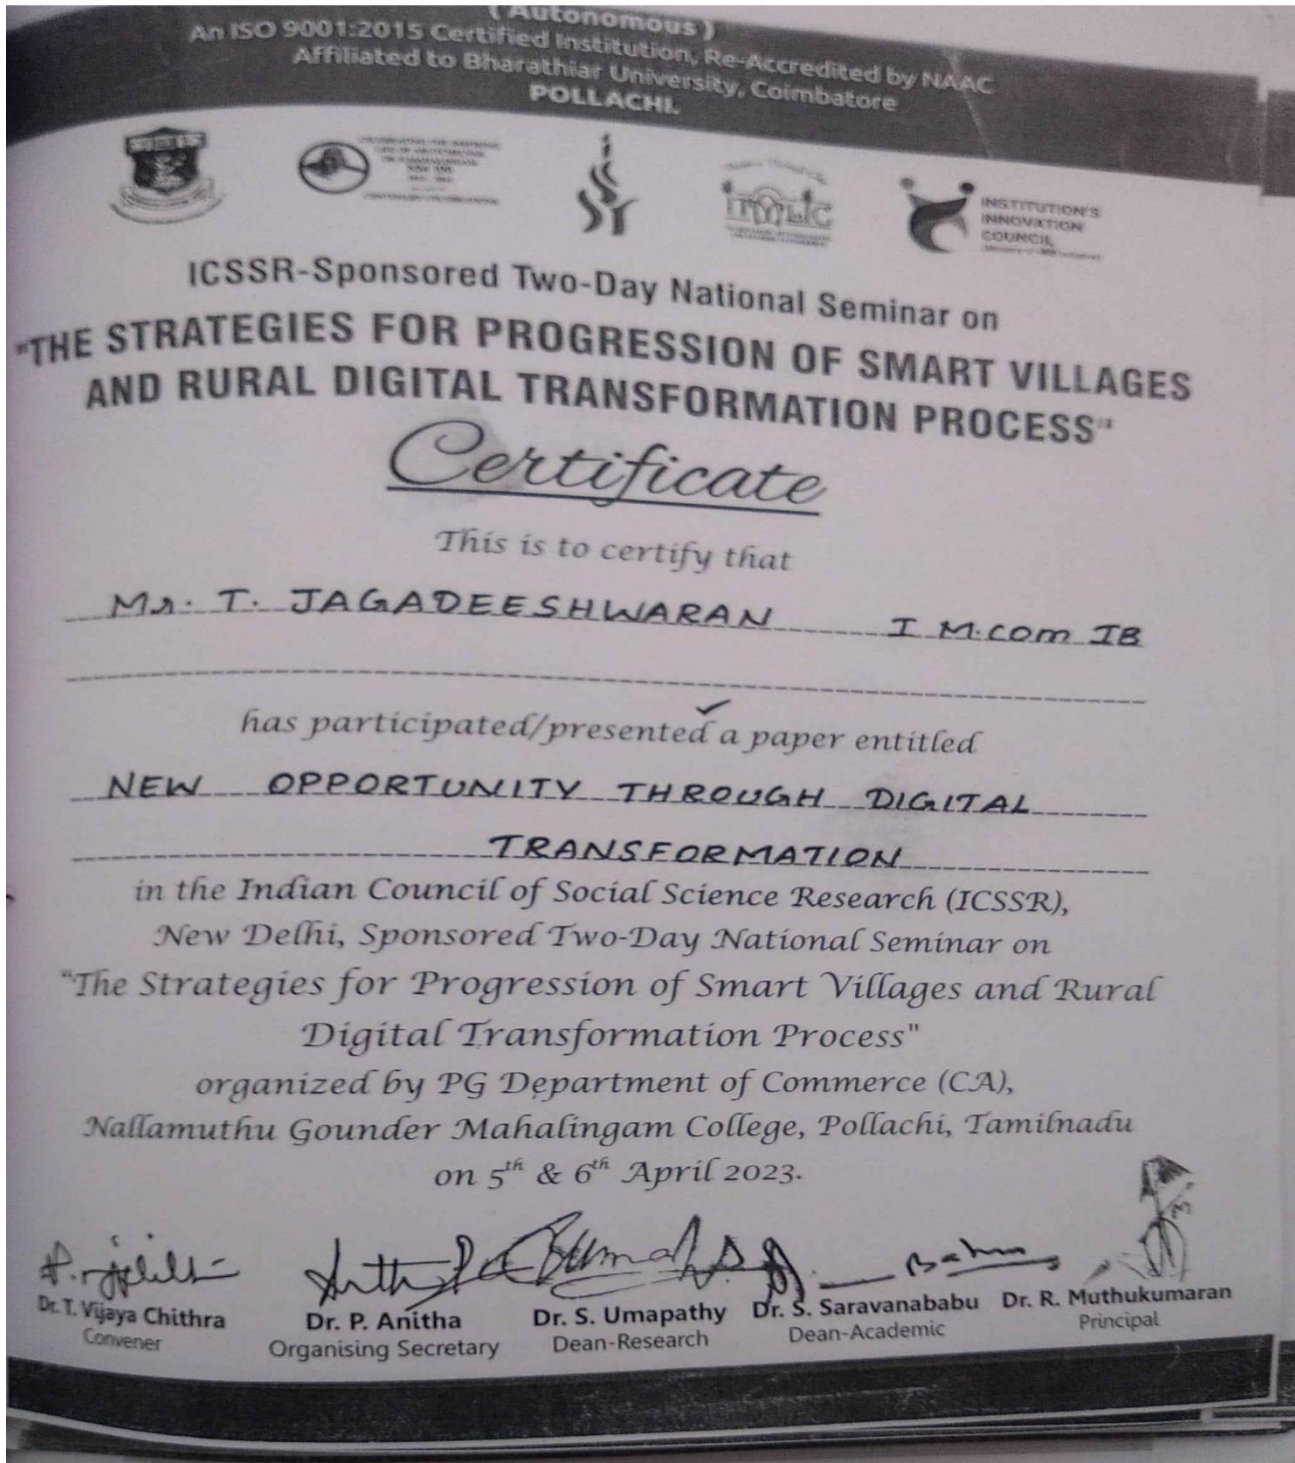 ( Autonomous )
An ISO 9001:2015 Certified Institution, Re-Accredited by NAAC
Affiliated to Bharathiar University, Coimbatore
POLLACHI.
INSTITUTION'S
INNOVATION
COUNCIL
ICSSR-Sponsored Two-Day National Seminar on
"THE STRATEGIES FOR PROGRESSION OF SMART VILLAGES
AND RURAL DIGITAL TRANSFORMATION PROCESS"
Certificate
This is to certify that
Mr. T. JAGADEESHWARAN I M.com IB
has participated/presented a paper entitled
NEW OPPORTUNITY THROUGH DIGITAL
TRANSFORMATION
in the Indian Council of Social Science Research (ICSSR),
New Delhi, Sponsored Two-Day National Seminar on
"The Strategies for Progression of Smart Villages and Rural
Digital Transformation Process"
organized by PG Department of Commerce (CA),
Nallamuthu Gounder Mahalingam College, Pollachi, Tamilnadu
on 5th & 6th April 2023.
Dr. T. Vijaya Chithra Dr. P. Anitha Dr. S. Umapathy Dr. S. Saravanababu Dr. R. Muthukumaran
Convener Organising Secretary Dean-Research Dean-Academic Principal